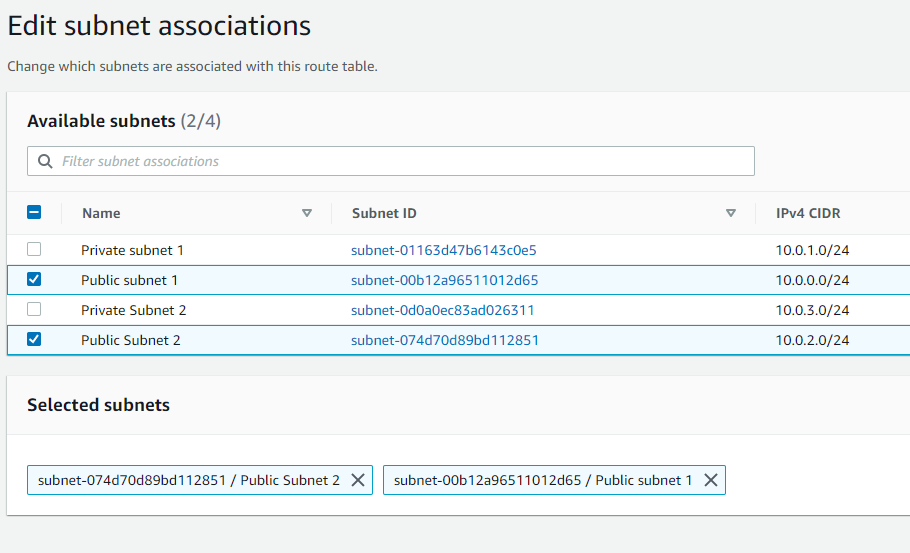 Edit subnet associations
Change which subnets are associated with this route table.
Available subnets (2/4)
Filter subnet associations
Name Subnet ID IPv4 CIDR
Private subnet 1 subnet-01163d47b6143c0e5 10.0.1.0/24
Public subnet 1 subnet-00b12a96511012d65 10.0.0.0/24
Private Subnet 2 subnet-0d0a0ec83ad026311 10.0.3.0/24
Public Subnet 2 subnet-074d70d89bd112851 10.0.2.0/24
Selected subnets
subnet-074d70d89bd112851 / Public Subnet 2 subnet-00b12a96511012d65 / Public subnet 1